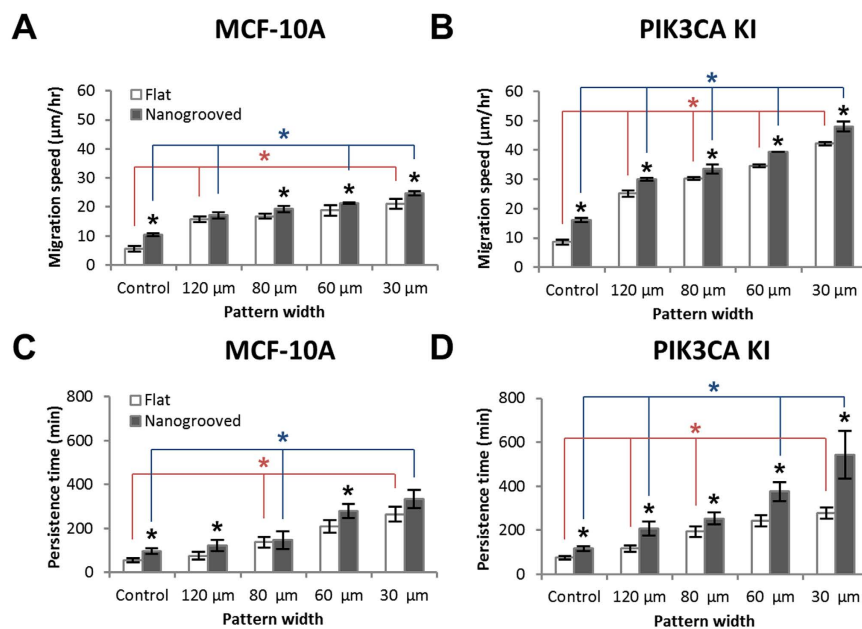 A
MCF-10A
Migration speed (μm/hr)
60
50
40
30
20
10
0
Flat
Nanogrooved
*
*
*
*
*
*
Control
120 μm
80 μm
60 μm
30 μm
Pattern width
B
PIK3CA KI
Migration speed (μm/hr)
60
50
40
30
20
10
0
*
*
*
*
*
*
*
Control
120 μm
80 μm
60 μm
30 μm
Pattern width
C
MCF-10A
Persistence time (min)
800
600
400
200
0
Flat
Nanogrooved
*
*
*
*
*
Control
120 μm
80 μm
60 μm
30 μm
Pattern width
D
PIK3CA KI
Persistence time (min)
800
600
400
200
0
*
*
*
*
*
*
*
Control
120 μm
80 μm
60 μm
30 μm
Pattern width